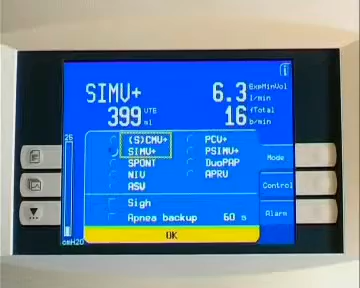 i
SIMV+ 6.3 ExpMinVol l/min
399 VTE ml 16 fTotal b/min
25
(S)CMV+ PCV+
SIMV+ PSIMV+
SPONT DuoPAP
NIV APRV
ASV
Sigh
Apnea backup 60 s
OK
cmH2O
Mode
Control
Alarm